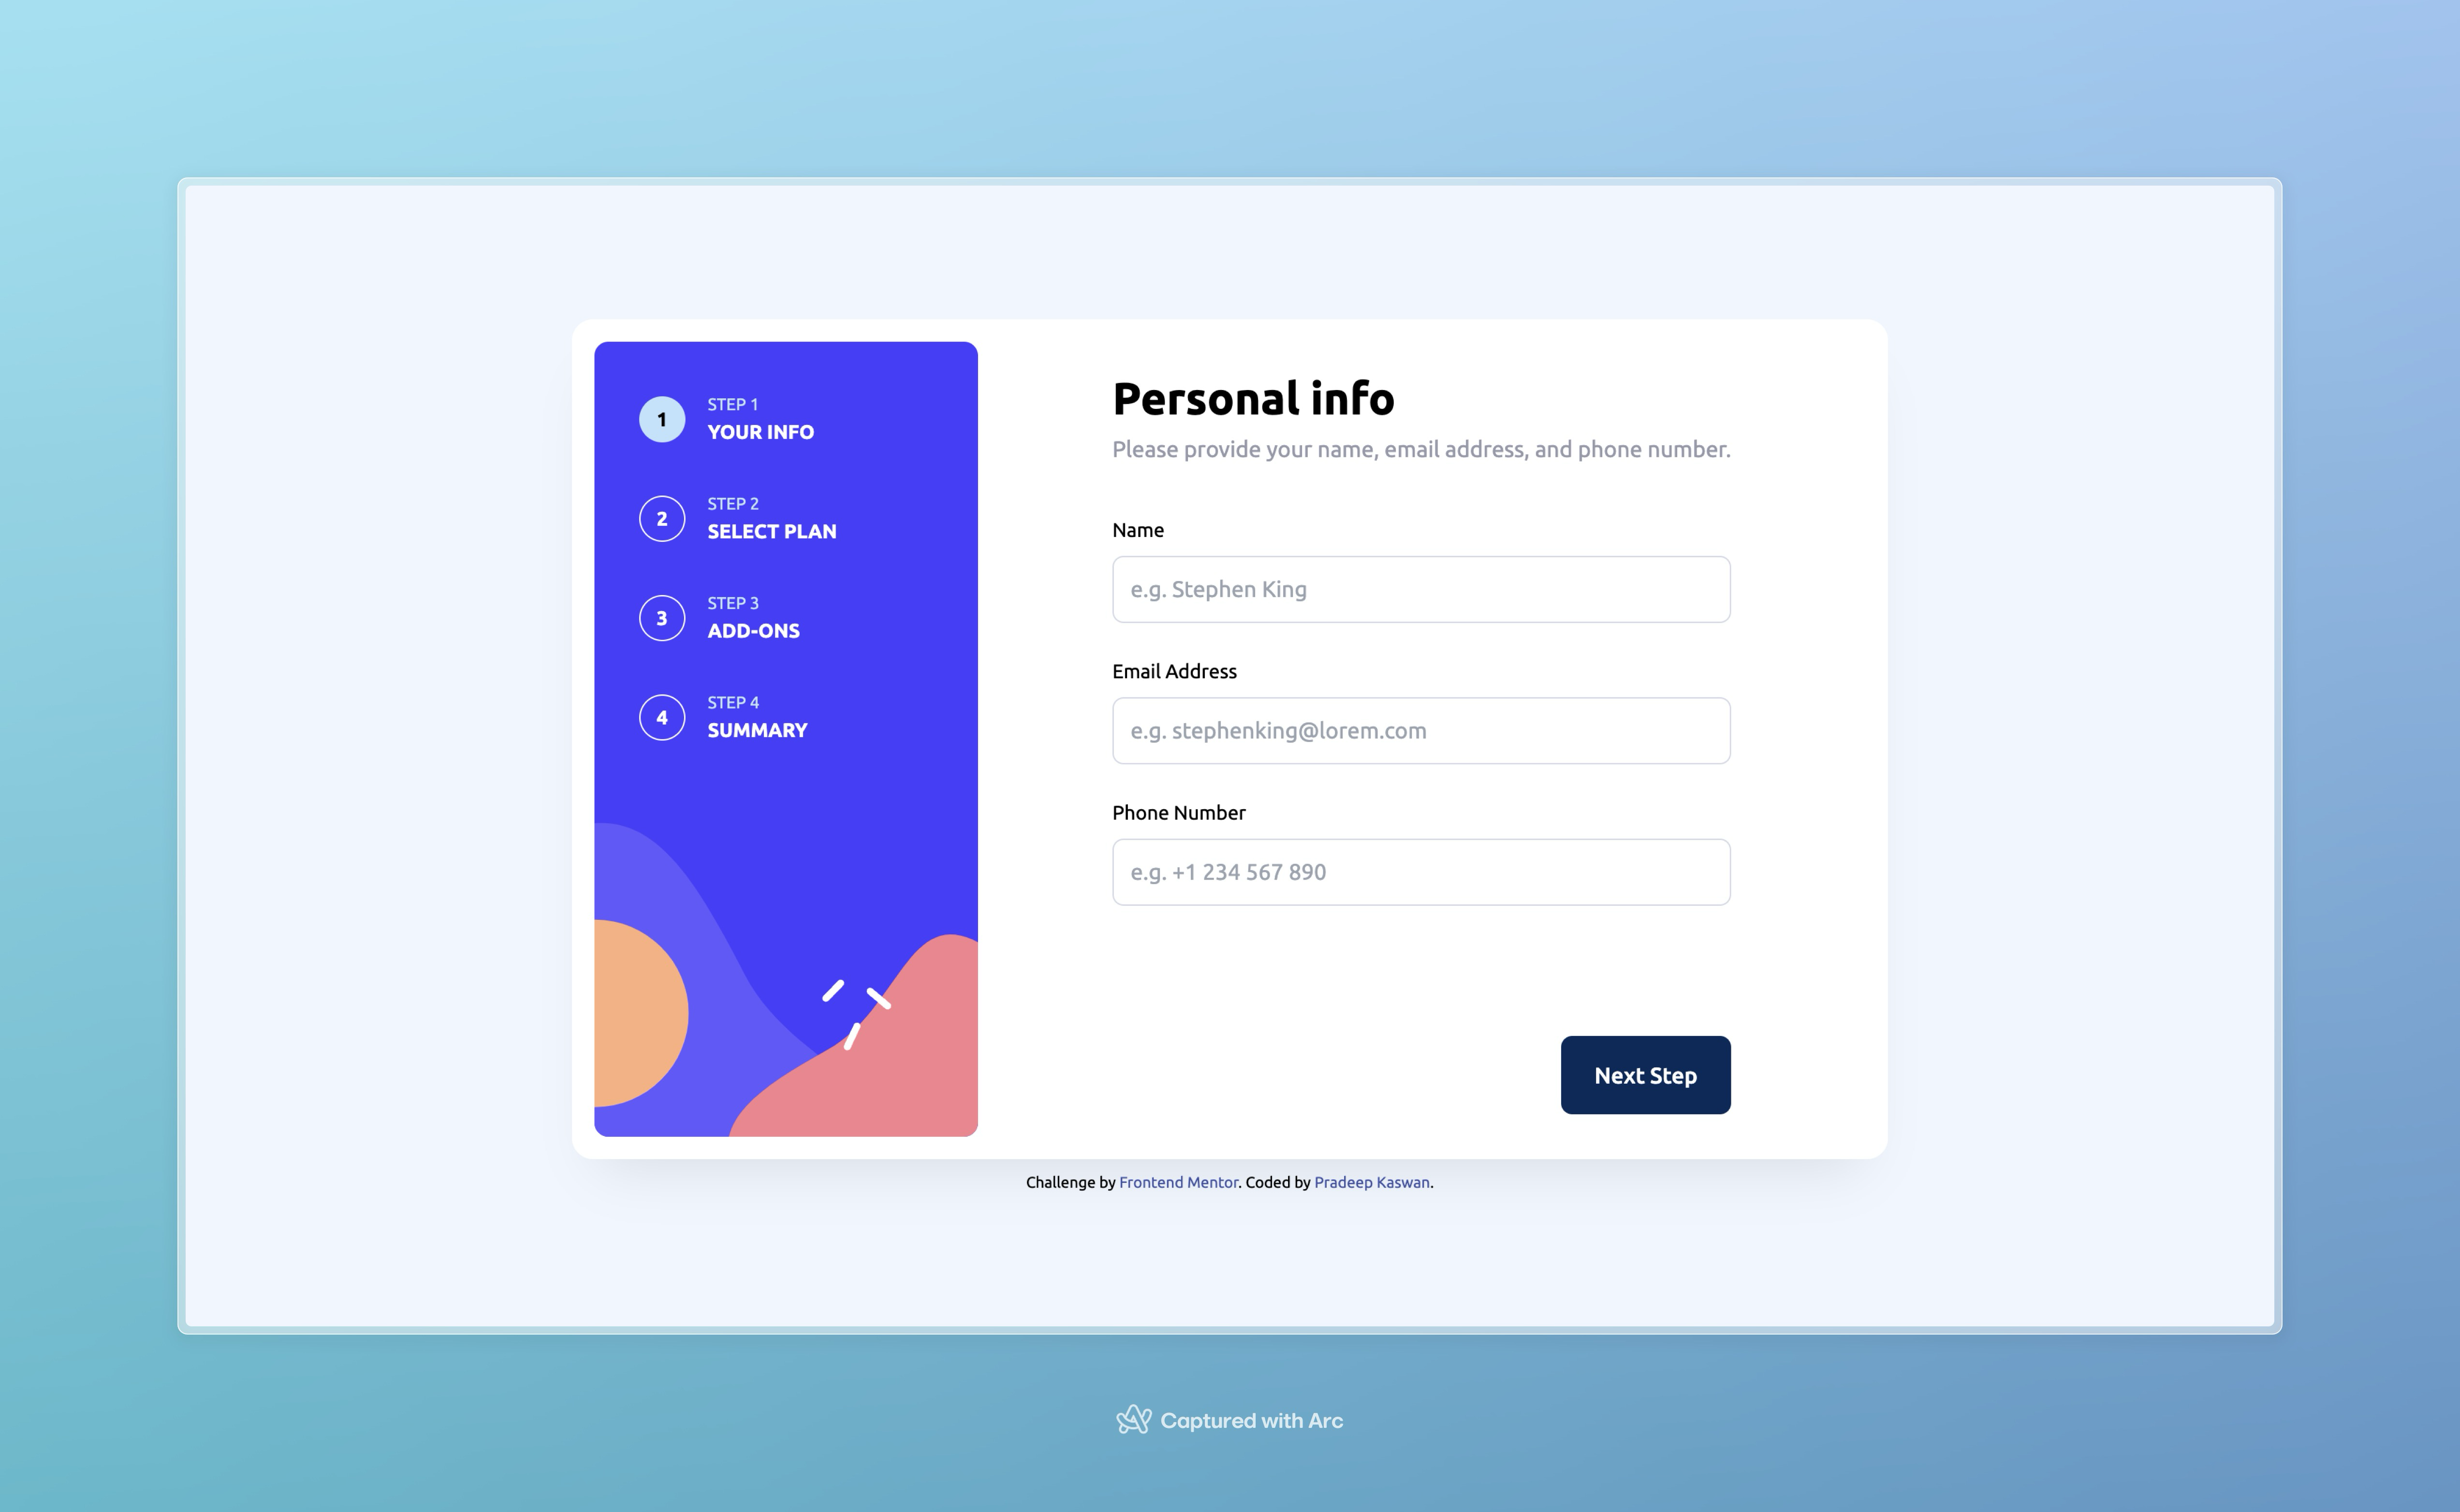 1
STEP 1
YOUR INFO
2
STEP 2
SELECT PLAN
3
STEP 3
ADD-ONS
4
STEP 4
SUMMARY
Personal info
Please provide your name, email address, and phone number.
Name
e.g. Stephen King
Email Address
e.g. stephenking@lorem.com
Phone Number
e.g. +1 234 567 890
Next Step
Challenge by Frontend Mentor. Coded by Pradeep Kaswan.
Captured with Arc